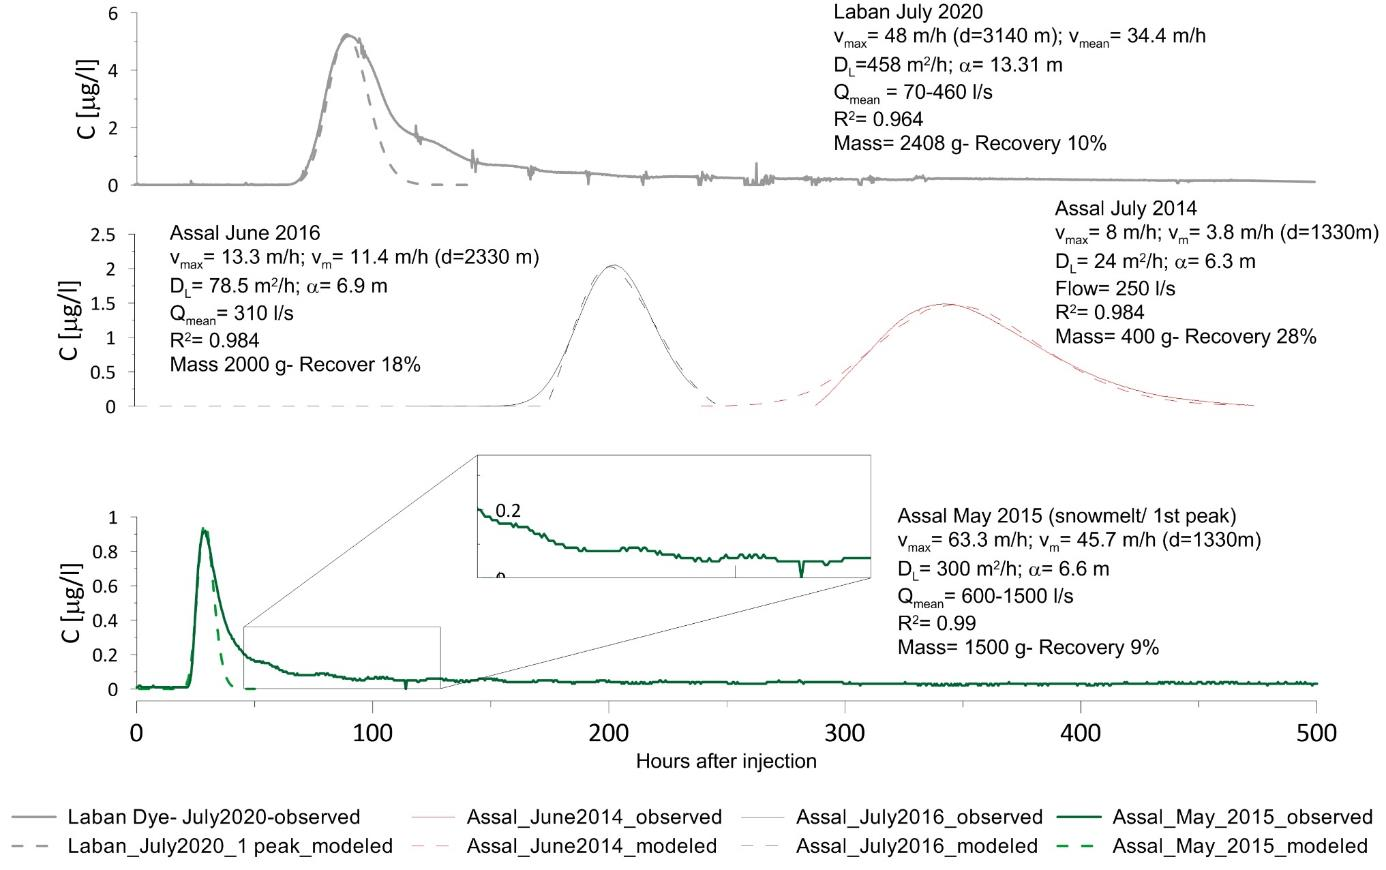 6
4
2
0
C [µg/l]
Laban July 2020
vmax= 48 m/h (d=3140 m); vmean= 34.4 m/h
DL=458 m²/h; α= 13.31 m
Qmean = 70-460 l/s
R²= 0.964
Mass= 2408 g- Recovery 10%
2.5
2
1.5
1
0.5
0
C [µg/l]
Assal June 2016
vmax= 13.3 m/h; vm= 11.4 m/h (d=2330 m)
DL= 78.5 m²/h; α= 6.9 m
Qmean= 310 l/s
R²= 0.984
Mass 2000 g- Recover 18%
Assal July 2014
vmax= 8 m/h; vm= 3.8 m/h (d=1330m)
DL= 24 m²/h; α= 6.3 m
Flow= 250 l/s
R²= 0.984
Mass= 400 g- Recovery 28%
1
0.8
0.6
0.4
0.2
0
C [µg/l]
0.2
0
Assal May 2015 (snowmelt/ 1st peak)
vmax= 63.3 m/h; vm= 45.7 m/h (d=1330m)
DL= 300 m²/h; α= 6.6 m
Qmean= 600-1500 l/s
R²= 0.99
Mass= 1500 g- Recovery 9%
0 100 200 300 400 500
Hours after injection
Laban Dye- July2020-observed Assal_June2014_observed Assal_July2016_observed Assal_May_2015_observed
Laban_July2020_1 peak_modeled Assal_June2014_modeled Assal_July2016_modeled Assal_May_2015_modeled